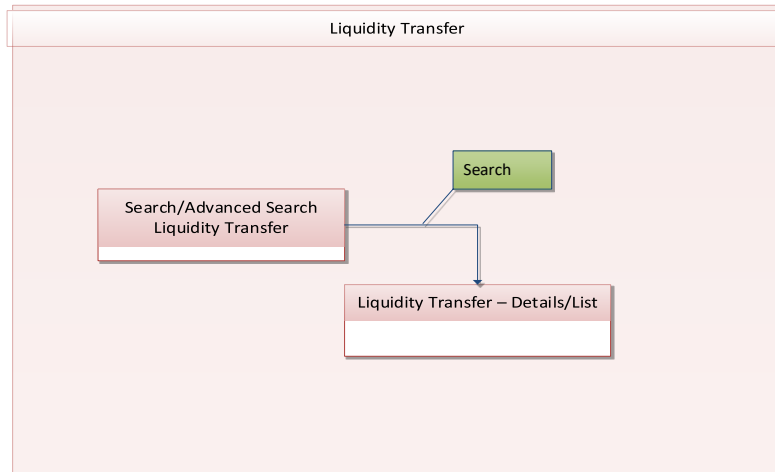 Liquidity Transfer
Search
Search/Advanced Search
Liquidity Transfer
Liquidity Transfer – Details/List